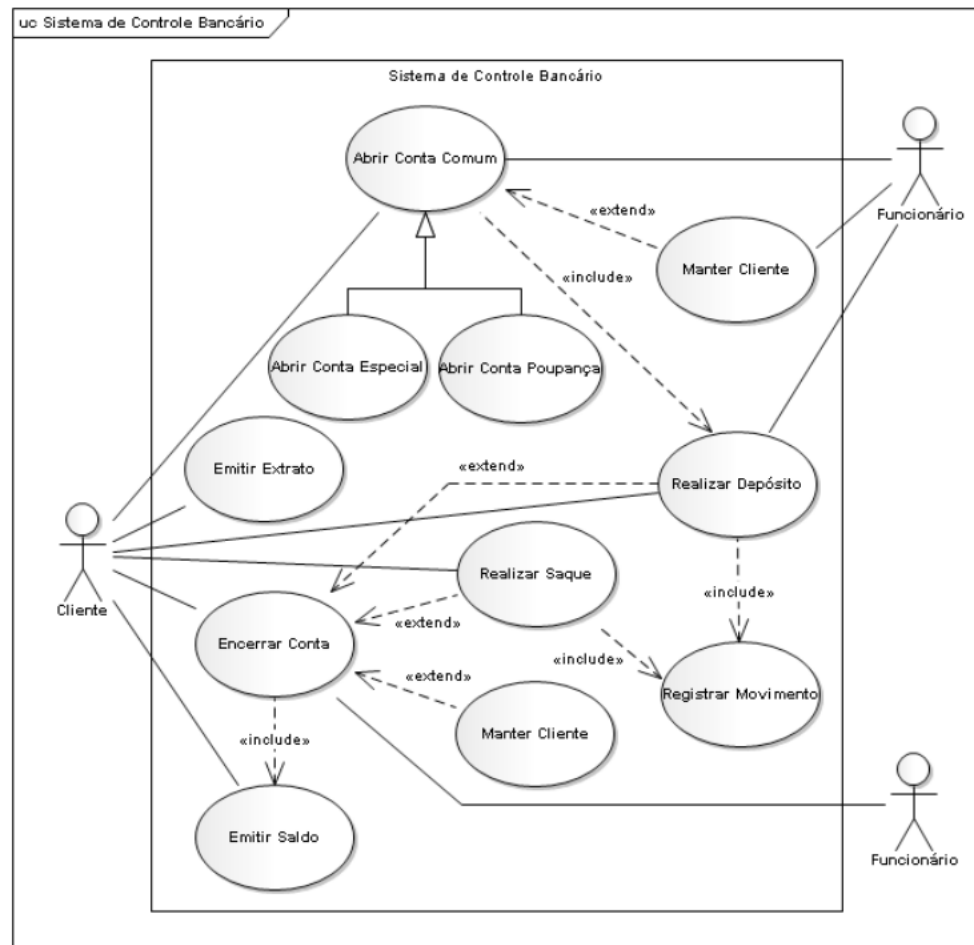 uc Sistema de Controle Bancário
Sistema de Controle Bancário
Abrir Conta Comum
Funcionário
«extend»
Manter Cliente
«include»
Abrir Conta Especial
Abrir Conta Poupança
Emitir Extrato
«extend»
Realizar Depósito
Cliente
Realizar Saque
«extend»
«include»
Encerrar Conta
«include»
«extend»
Registrar Movimento
Manter Cliente
«include»
Emitir Saldo
Funcionário